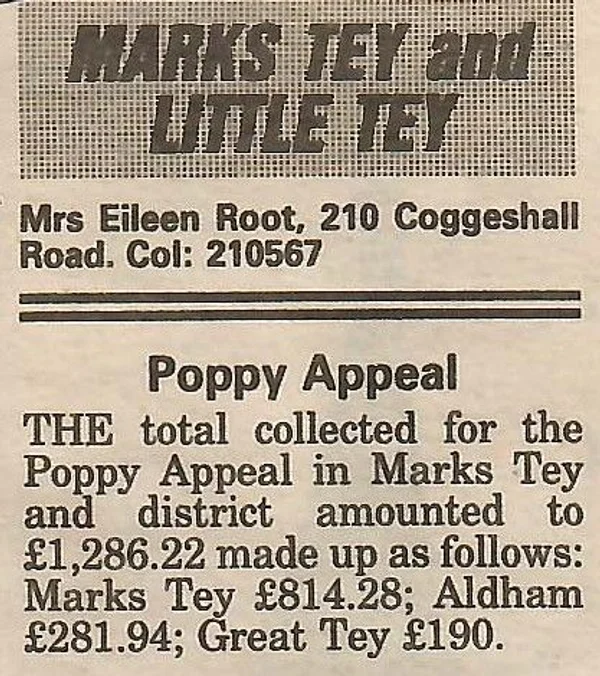 MARKS TEY and
LITTLE TEY
Mrs Eileen Root, 210 Coggeshall
Road. Col: 210567
Poppy Appeal
THE total collected for the
Poppy Appeal in Marks Tey
and district amounted to
£1,286.22 made up as follows:
Marks Tey £814.28; Aldham
£281.94; Great Tey £190.